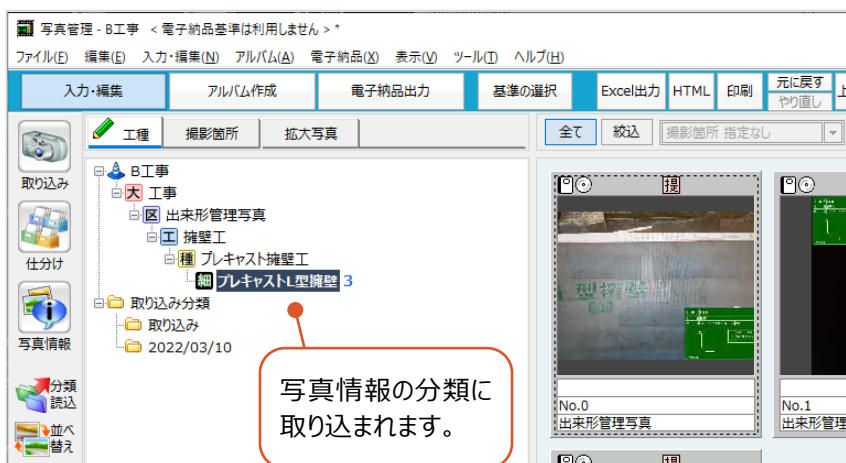 写真管理 - B工事 < 電子納品基準は利用しません > *
ファイル(F) 編集(E) 入力・編集(N) アルバム(A) 電子納品(X) 表示(V) ツール(T) ヘルプ(H)
入力・編集 アルバム作成 電子納品出力 基準の選択 Excel出力 HTML 印刷 元に戻す
やり直し
工種 撮影箇所 拡大写真 全て 絞込 撮影箇所 指定なし
取り込み
仕分け
写真情報
分類
読込
並べ
替え
B工事
大 工事
区 出来形管理写真
工 擁壁工
種 プレキャスト擁壁工
細 プレキャストL型擁壁 3
取り込み分類
取り込み
2022/03/10
写真情報の分類に
取り込まれます。
P 提 P
型擁壁
600
No.0 No.1
出来形管理写真 出来形管理
P 提